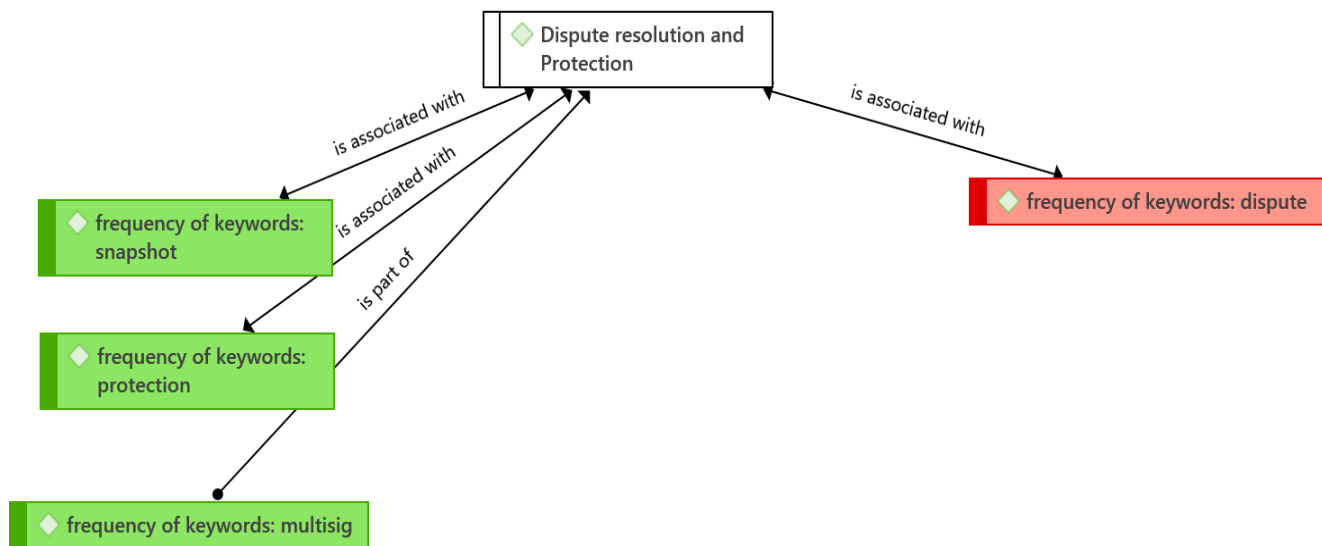 Dispute resolution and
Protection
is associated with
is associated with
is associated with
is part of
frequency of keywords:
snapshot
frequency of keywords: dispute
frequency of keywords:
protection
frequency of keywords: multisig